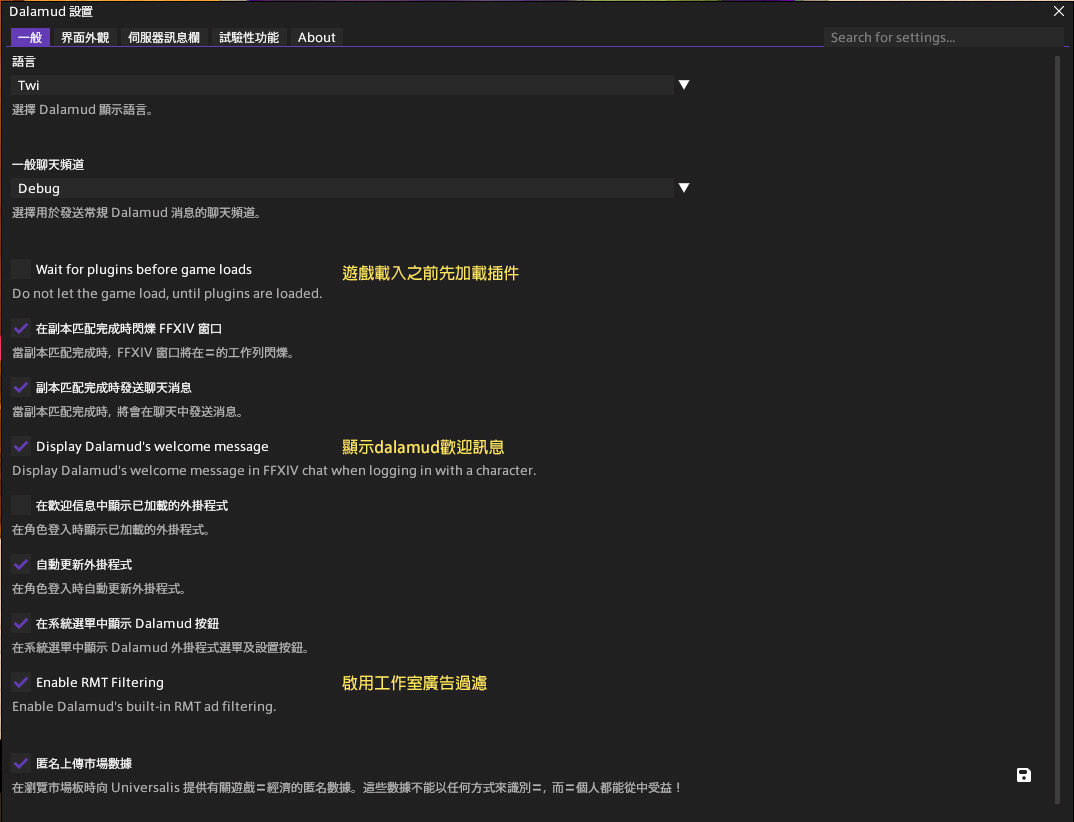 Dalamud 設置
一般 界面外觀 伺服器訊息欄 試驗性功能 About Search for settings...
語言
Twi
選擇 Dalamud 顯示語言。
一般聊天頻道
Debug
選擇用於發送常規 Dalamud 消息的聊天頻道。
Wait for plugins before game loads 遊戲載入之前先加載插件
Do not let the game load, until plugins are loaded.
在副本匹配完成時閃爍 FFXIV 窗口
當副本匹配完成時, FFXIV 窗口將在〓的工作列閃爍。
副本匹配完成時發送聊天消息
當副本匹配完成時, 將會在聊天中發送消息。
Display Dalamud's welcome message 顯示dalamud歡迎訊息
Display Dalamud's welcome message in FFXIV chat when logging in with a character.
在歡迎信息中顯示已加載的外掛程式
在角色登入時顯示已加載的外掛程式。
自動更新外掛程式
在角色登入時自動更新外掛程式。
在系統選單中顯示 Dalamud 按鈕
在系統選單中顯示 Dalamud 外掛程式選單及設置按鈕。
Enable RMT Filtering 啟用工作室廣告過濾
Enable Dalamud's built-in RMT ad filtering.
匿名上傳市場數據
在瀏覽市場板時向 Universalis 提供有關遊戲〓經濟的匿名數據。這些數據不能以任何方式來識別〓, 而〓個人都能從中受益！